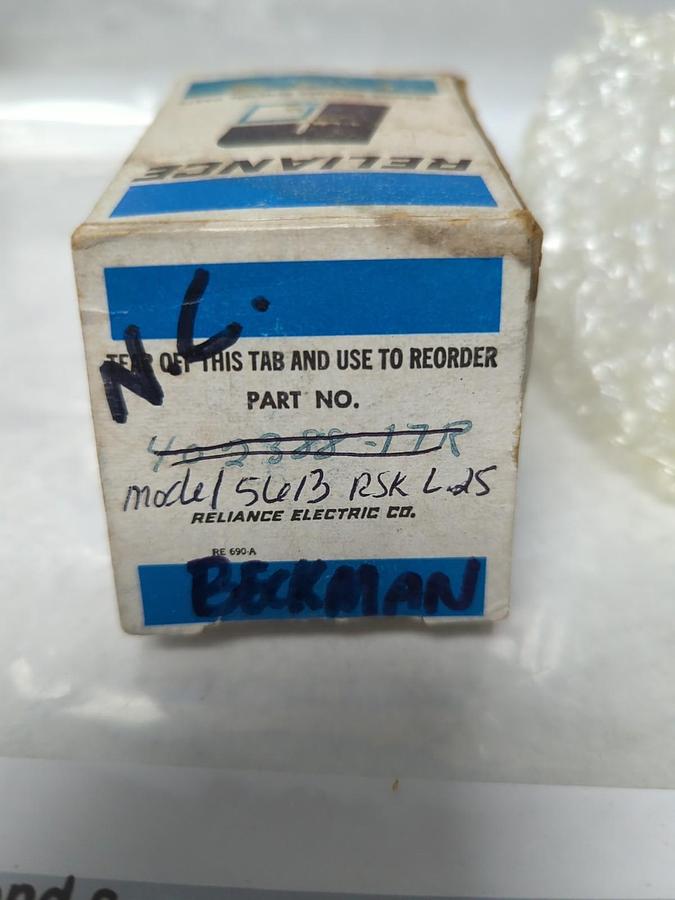 RELIANCE
N.C.
TEAR OFF THIS TAB AND USE TO REORDER
PART NO.
402388-17R
model 5613 RSK L.25
RELIANCE ELECTRIC CO.
RE 690-A
BECKMAN